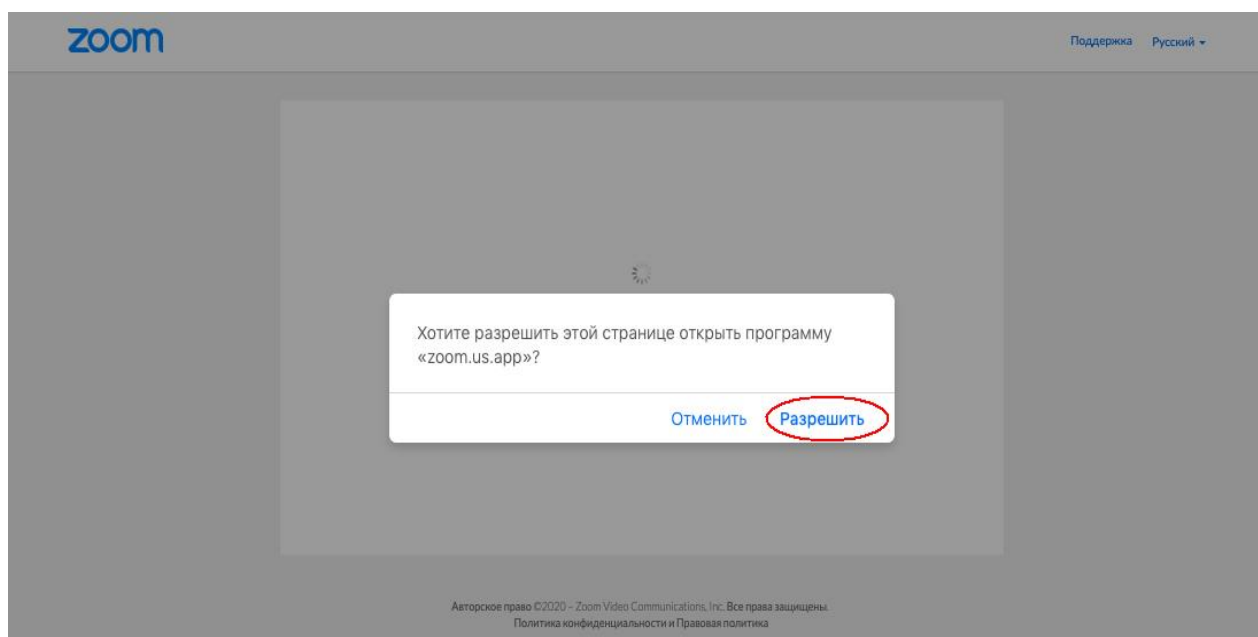 zoom
Поддержка Русский
Хотите разрешить этой странице открыть программу
«zoom.us.app»?
Отменить Разрешить
Авторское право ©2020 – Zoom Video Communications, Inc. Все права защищены.
Политика конфиденциальности и Правовая политика